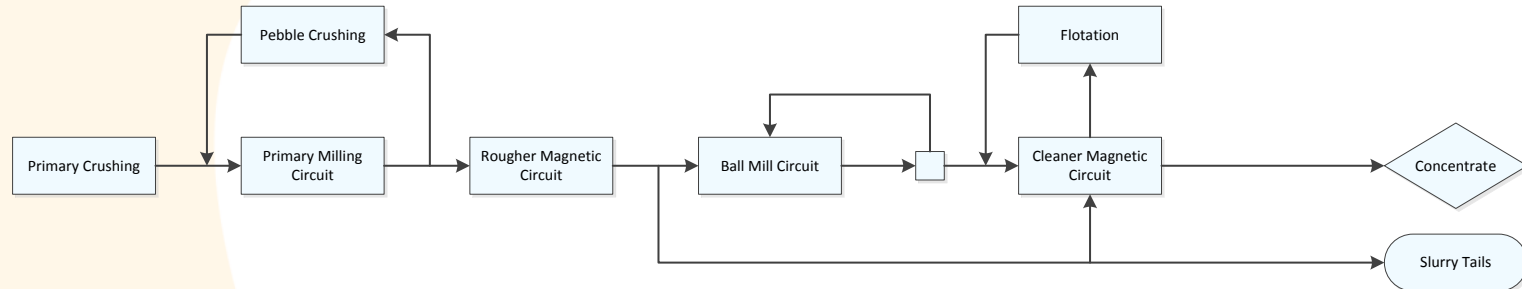 Pebble Crushing
Flotation
Primary Crushing
Primary Milling
Circuit
Rougher Magnetic
Circuit
Ball Mill Circuit
Cleaner Magnetic
Circuit
Concentrate
Slurry Tails